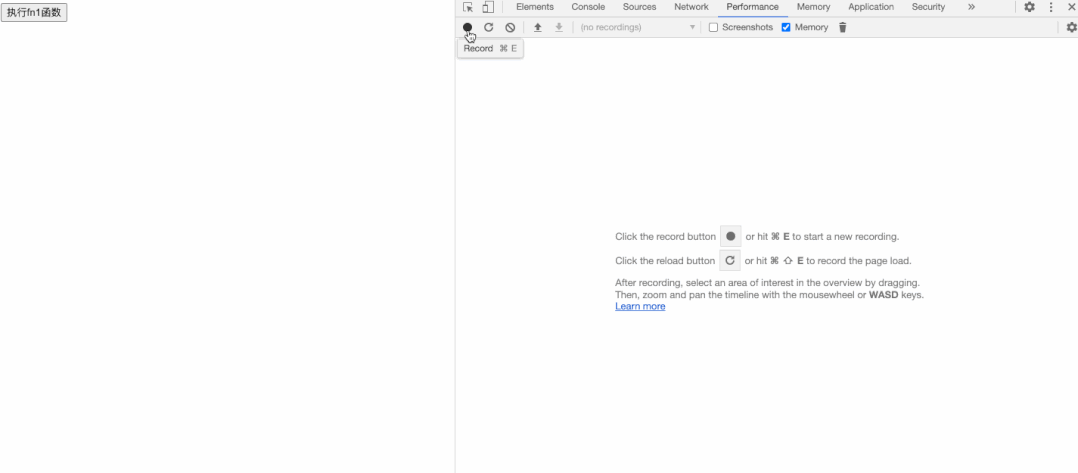 执行fn1函数
Elements Console Sources Network Performance Memory Application Security »
(no recordings) Screenshots Memory
Record ⌘ E
Click the record button or hit ⌘ E to start a new recording.
Click the reload button or hit ⌘ ⇧ E to record the page load.
After recording, select an area of interest in the overview by dragging.
Then, zoom and pan the timeline with the mousewheel or WASD keys.
Learn more